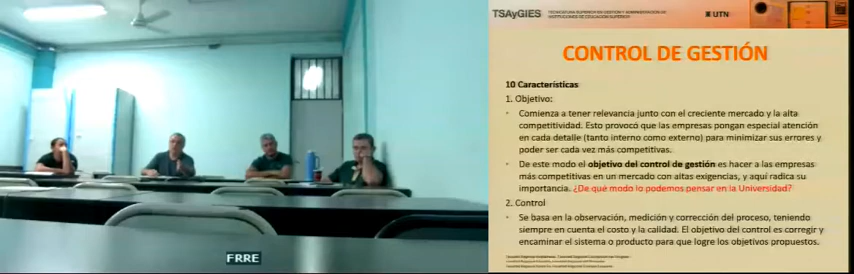 FRRE
TSAyGIES
TECNICATURA SUPERIOR EN GESTIÓN Y ADMINISTRACIÓN EN
INSTITUCIONES DE EDUCACIÓN SUPERIOR
UTN
CONTROL DE GESTIÓN
10 Características
1. Objetivo:
• Comienza a tener relevancia junto con el creciente mercado y la alta
competitividad. Esto provocó que las empresas pongan especial atención
en cada detalle (tanto interno como externo) para minimizar sus errores y
poder ser cada vez más competitivas.
• De este modo el objetivo del control de gestión es hacer a las empresas
más competitivas en un mercado con altas exigencias, y aquí radica su
importancia. ¿De qué modo lo podemos pensar en la Universidad?
2. Control
• Se basa en la observación, medición y corrección del proceso, teniendo
siempre en cuenta el costo y la calidad. El objetivo del control es corregir y
encaminar el sistema o producto para que logre los objetivos propuestos.